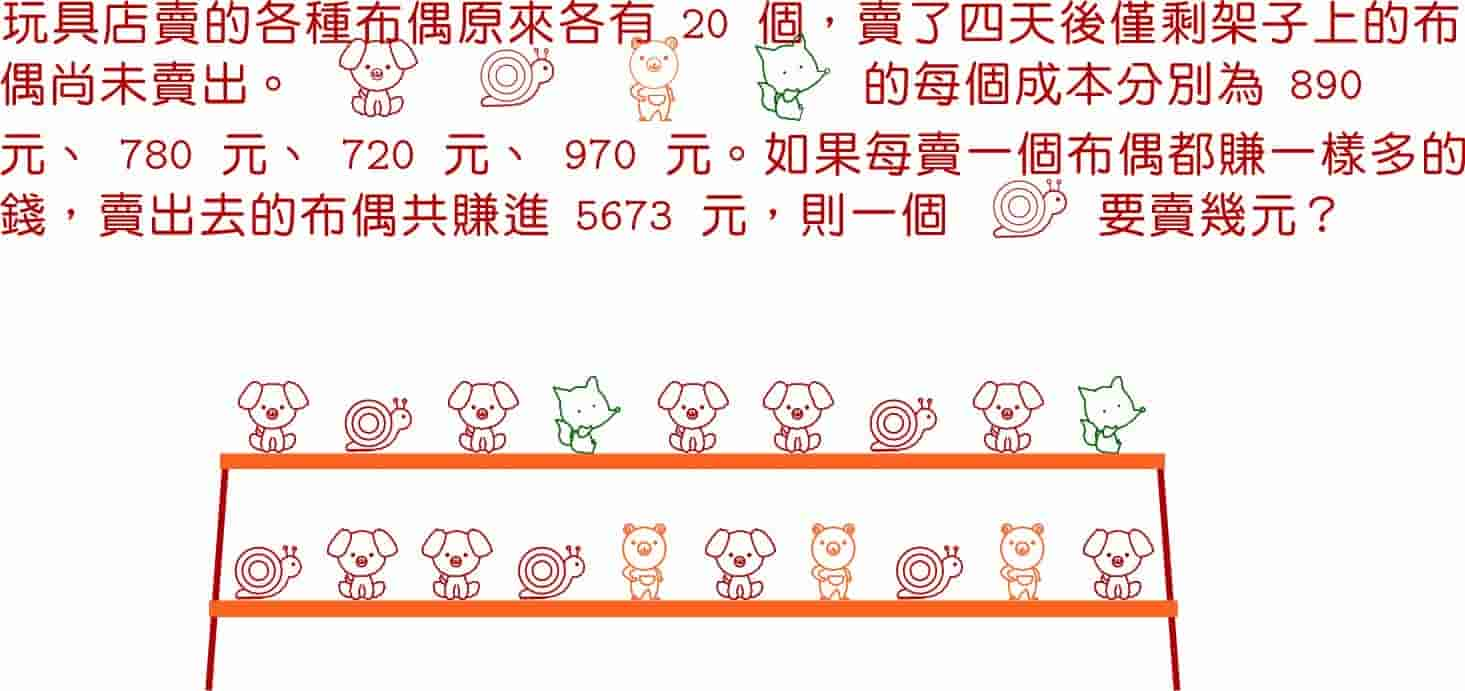 玩具店賣的各種布偶原來各有 20 個，賣了四天後僅剩架子上的布
偶尚未賣出。 的每個成本分別為 890
元、 780 元、 720 元、 970 元。如果每賣一個布偶都賺一樣多的
錢，賣出去的布偶共賺進 5673 元，則一個 要賣幾元？